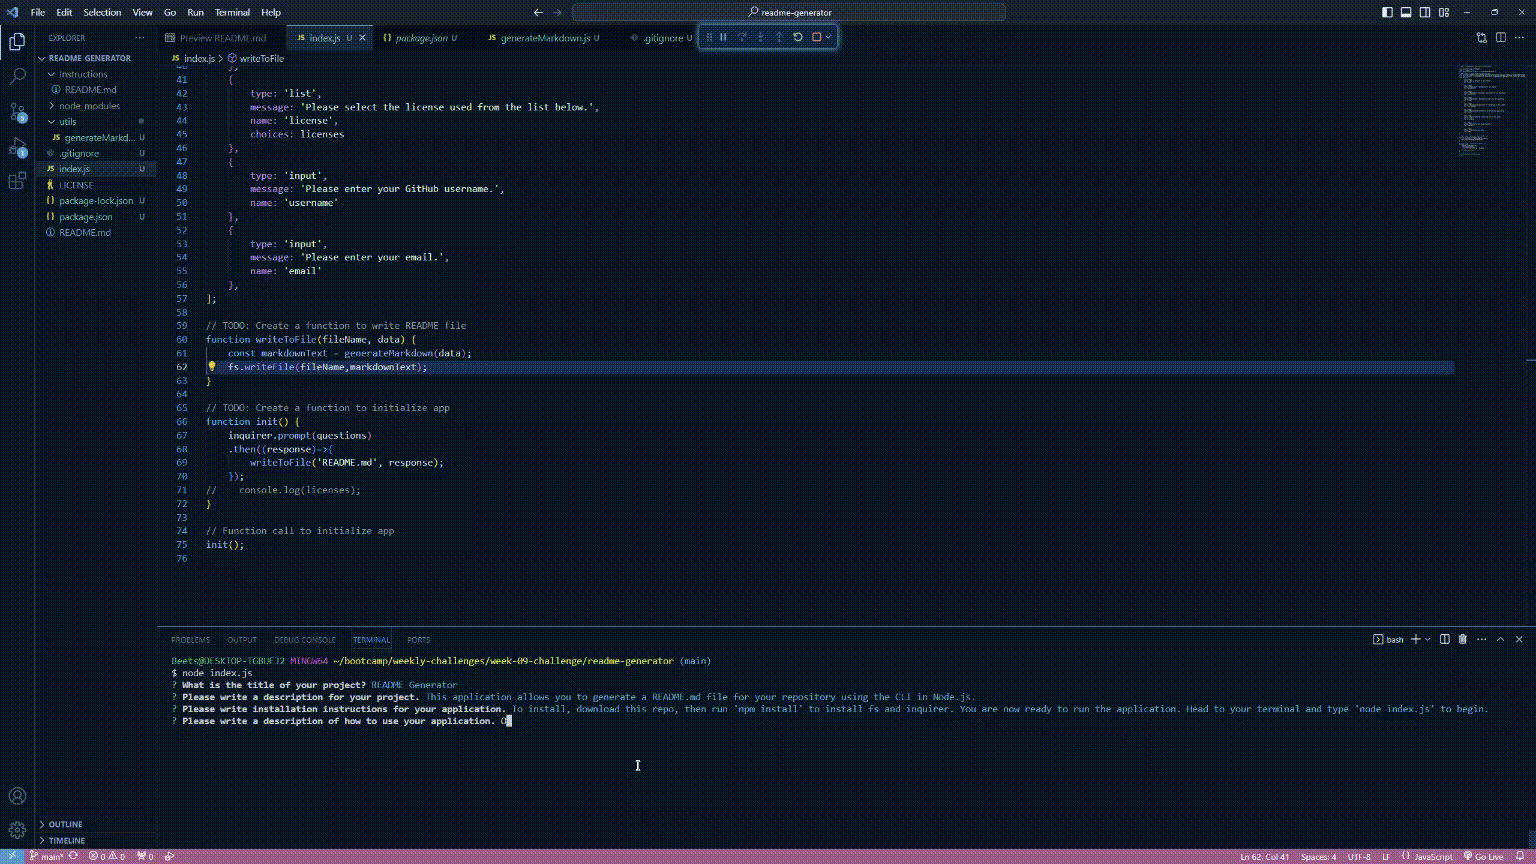 File Edit Selection View Go Run Terminal Help
readme-generator
EXPLORER
README-GENERATOR
Instructions
README.md
node_modules
utils
generateMarkd... U
.gitignore U
index.js U
LICENSE
package-lock.json U
package.json U
README.md
OUTLINE
TIMELINE
Preview README.md
JS index.js U
{} package.json U
JS generateMarkdown.js U
.gitignore U
JS index.js > writeToFile
41 {
42 type: 'list',
43 message: 'Please select the license used from the list below.',
44 name: 'license',
45 choices: licenses
46 },
47 {
48 type: 'input',
49 message: 'Please enter your GitHub username.',
50 name: 'username'
51 },
52 {
53 type: 'input',
54 message: 'Please enter your email.',
55 name: 'email'
56 },
57 ];
58
59 // TODO: Create a function to write README file
60 function writeToFile(fileName, data) {
61 const markdownText = generateMarkdown(data);
62 fs.writeFile(fileName,markdownText);
63 }
64
65 // TODO: Create a function to initialize app
66 function init() {
67 inquirer.prompt(questions)
68 .then((response)=>{
69 writeToFile('README.md', response);
70 });
71 // console.log(licenses);
72 }
73
74 // Function call to initialize app
75 init();
76
PROBLEMS OUTPUT DEBUG CONSOLE TERMINAL PORTS
bash
Beets@DESKTOP-TGBUEJ2 MINGW64 ~/bootcamp/weekly-challenges/week-09-challenge/readme-generator (main)
$ node index.js
? What is the title of your project? README Generator
? Please write a description for your project. This application allows you to generate a README.md file for your repository using the CLI in Node.js.
? Please write installation instructions for your application. To install, download this repo, then run 'npm install' to install fs and inquirer. You are now ready to run the application. Head to your terminal and type 'node index.js' to begin.
? Please write a description of how to use your application. O
main* 0 0 0
Ln 62, Col 41 Spaces: 4 UTF-8 LF {} JavaScript Go Live